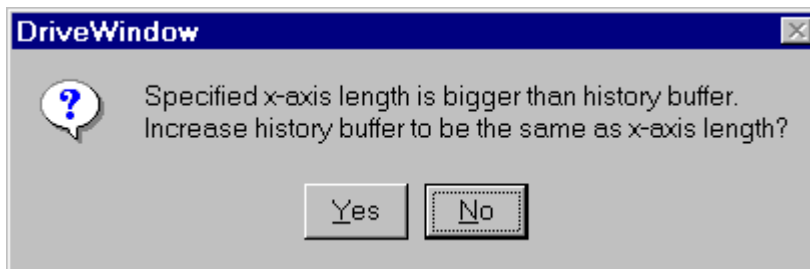 DriveWindow
Specified x-axis length is bigger than history buffer.
Increase history buffer to be the same as x-axis length?
Yes No